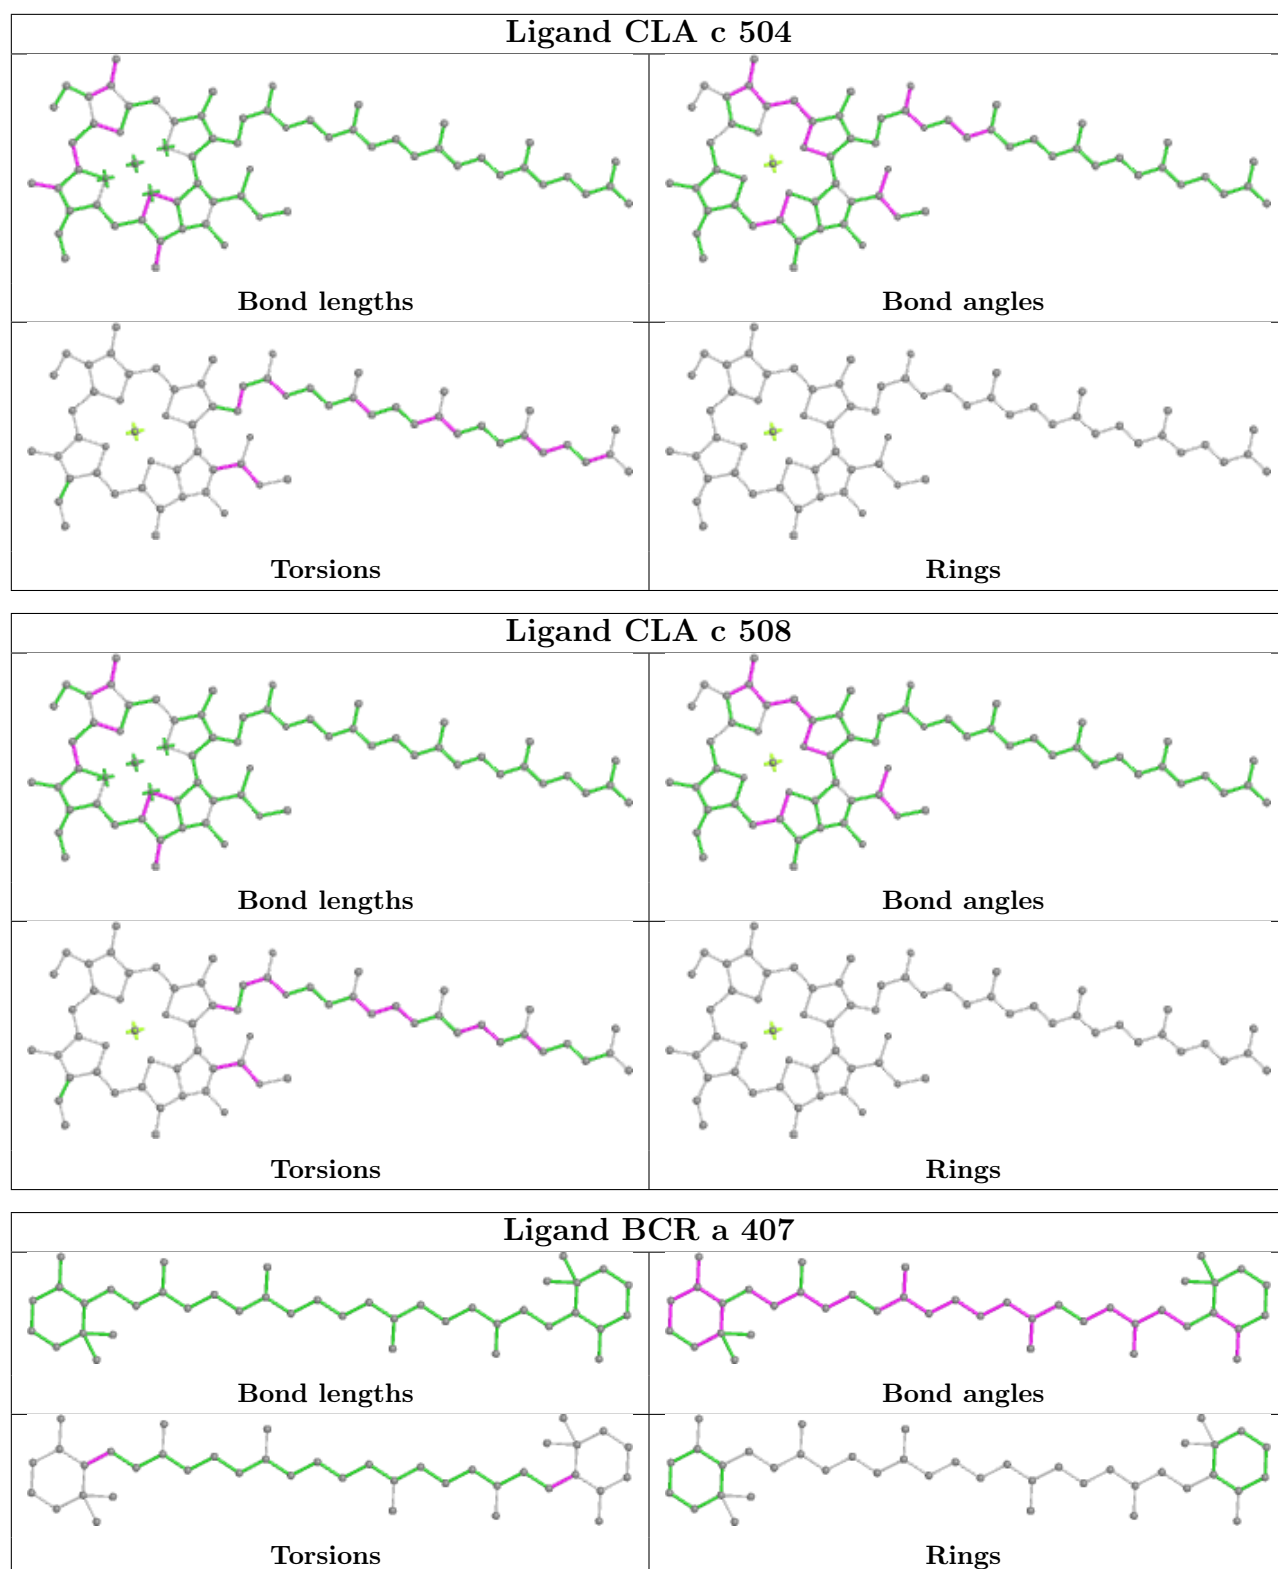 Ligand CLA c 504
Bond lengths
Bond angles
Torsions
Rings
Ligand CLA c 508
Bond lengths
Bond angles
Torsions
Rings
Ligand BCR a 407
Bond lengths
Bond angles
Torsions
Rings